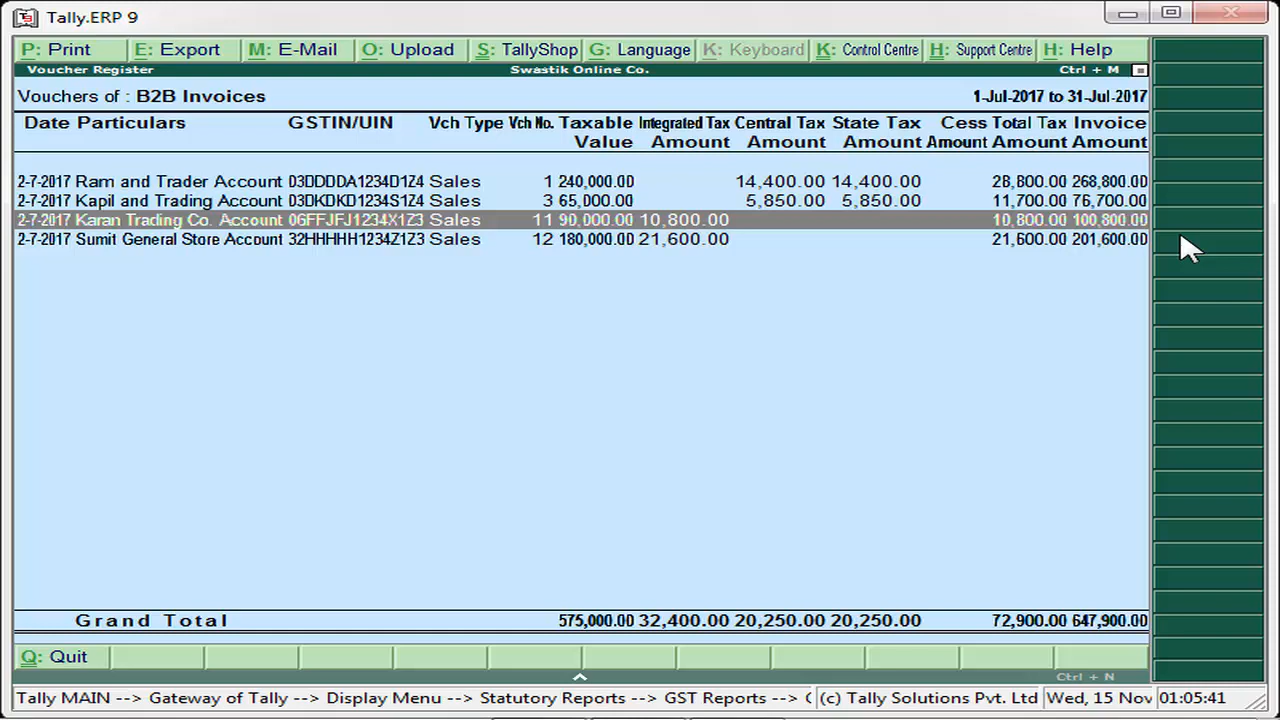 Tally.ERP 9
P: Print E: Export M: E-Mail O: Upload S: TallyShop G: Language K: Keyboard K: Control Centre H: Support Centre H: Help
Voucher Register Swastik Online Co. Ctrl + M
Vouchers of : B2B Invoices 1-Jul-2017 to 31-Jul-2017
Date Particulars GSTIN/UIN Vch Type Vch No. Taxable Integrated Tax Central Tax State Tax Cess Total Tax Invoice
Value Amount Amount Amount Amount Amount Amount
2-7-2017 Ram and Trader Account 03DDDDA1234D1Z4 Sales 1 240,000.00 14,400.00 14,400.00 28,800.00 268,800.00
2-7-2017 Kapil and Trading Account 03DKDKD1234S1Z4 Sales 3 65,000.00 5,850.00 5,850.00 11,700.00 76,700.00
2-7-2017 Karan Trading Co. Account 06FFJFJ1234X1Z3 Sales 11 90,000.00 10,800.00 10,800.00 100,800.00
2-7-2017 Sumit General Store Account 32HHHHH1234Z1Z3 Sales 12 180,000.00 21,600.00 21,600.00 201,600.00
Grand Total 575,000.00 32,400.00 20,250.00 20,250.00 72,900.00 647,900.00
Q: Quit
Ctrl + N
Tally MAIN --> Gateway of Tally --> Display Menu --> Statutory Reports --> GST Reports --> (c) Tally Solutions Pvt. Ltd Wed, 15 Nov 01:05:41